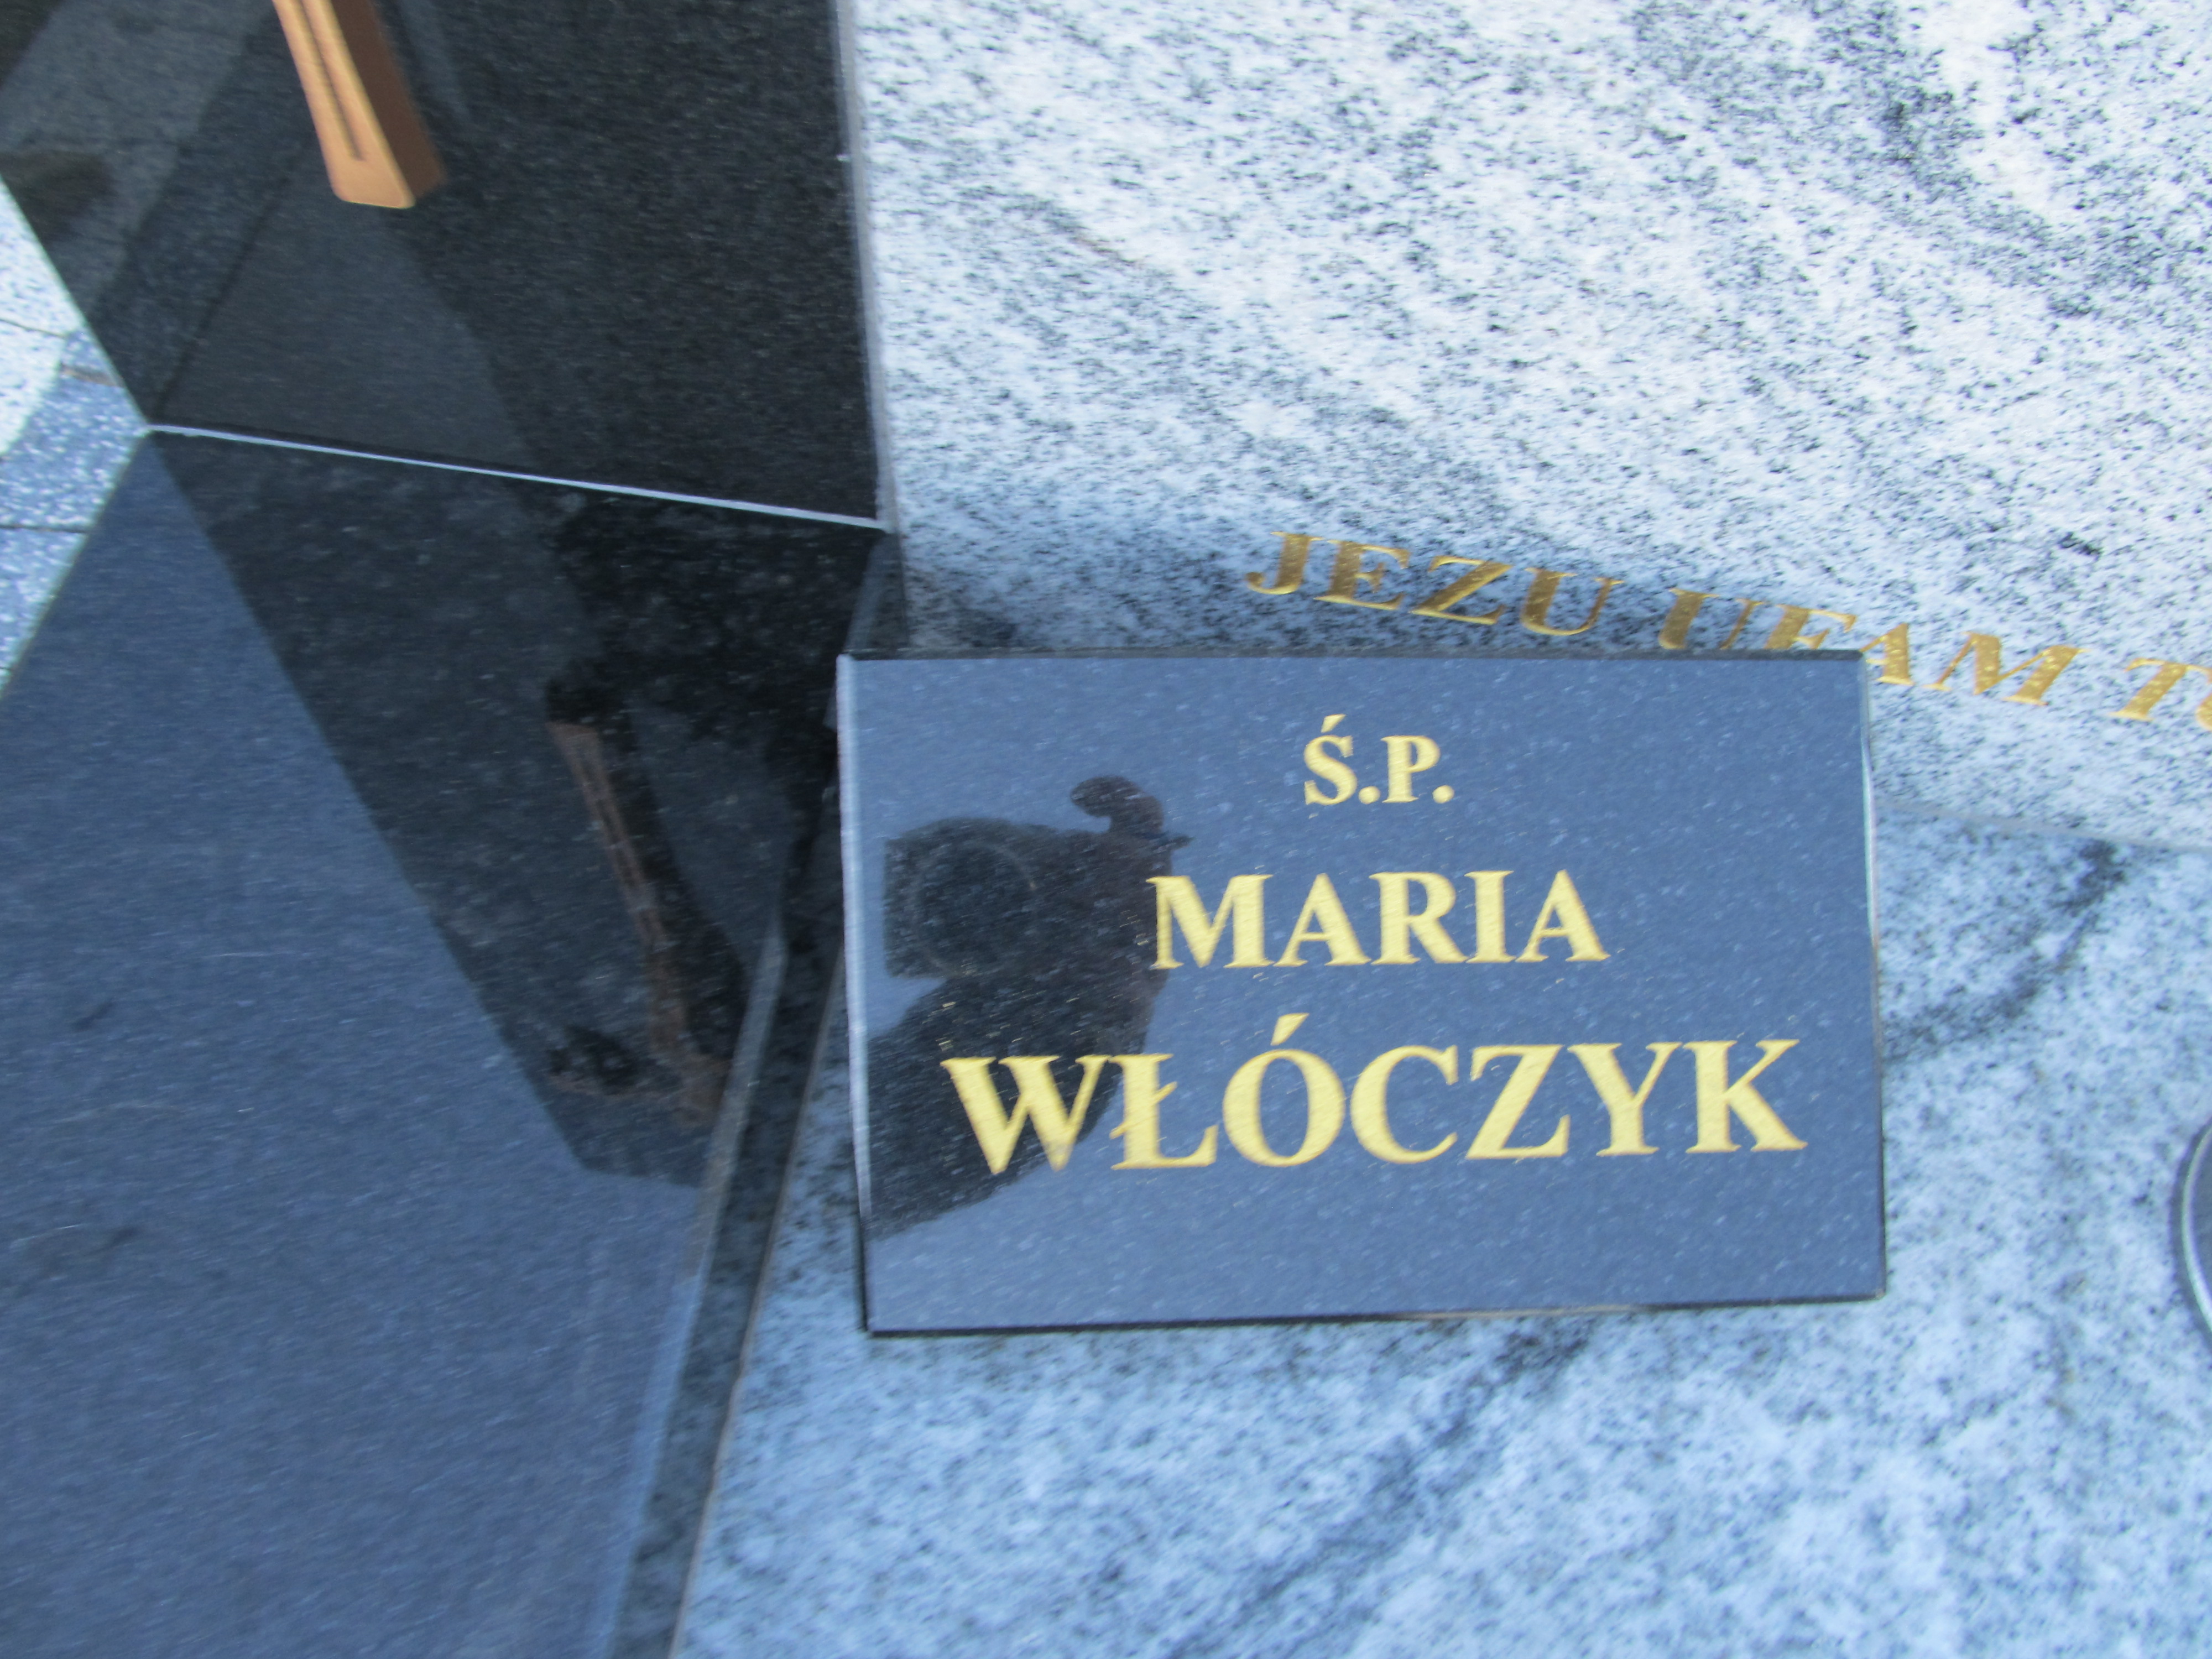 JEZU UFAM
Ś.P.
MARIA
WŁÓCZYK